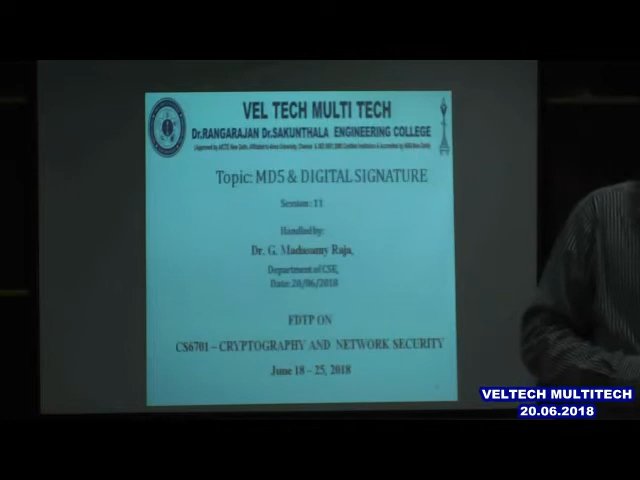 VEL TECH MULTI TECH
Dr.RANGARAJAN Dr.SAKUNTHALA ENGINEERING COLLEGE
Topic: MD5 & DIGITAL SIGNATURE
Session: 11
Handled by:
Dr. G. Madasamy Raja,
Department of CSE,
Date: 20/06/2018
FDTP ON
CS6701 – CRYPTOGRAPHY AND NETWORK SECURITY
June 18 – 25, 2018
VELTECH MULTITECH
20.06.2018